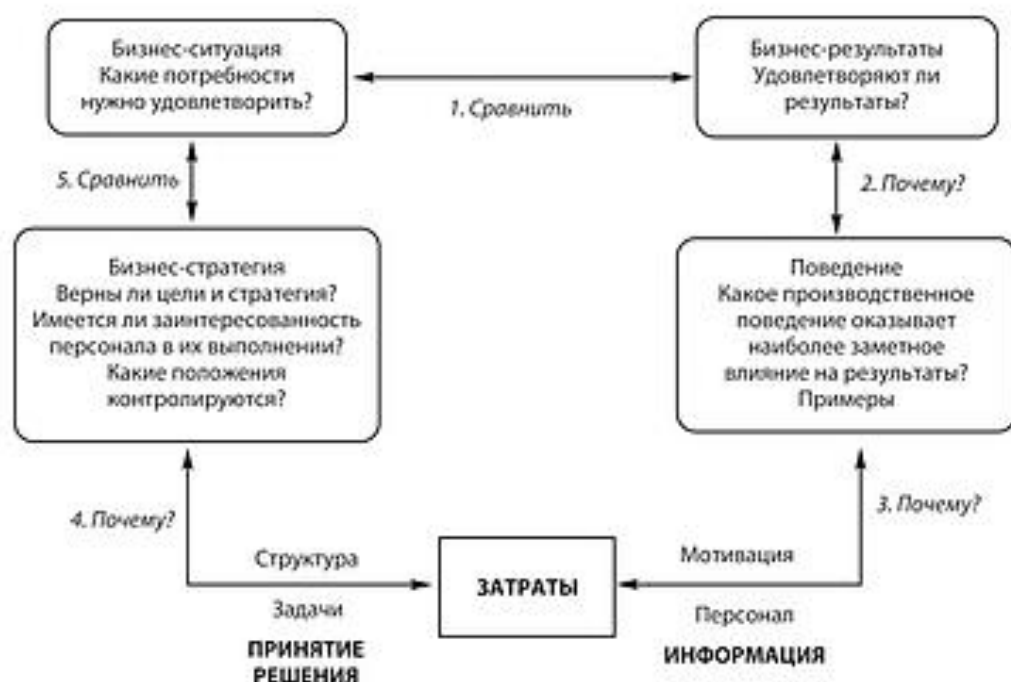 Бизнес-ситуация
Какие потребности
нужно удовлетворить?
1. Сравнить
Бизнес-результаты
Удовлетворяют ли
результаты?
5. Сравнить
2. Почему?
Бизнес-стратегия
Верны ли цели и стратегия?
Имеется ли заинтересованность
персонала в их выполнении?
Какие положения
контролируются?
Поведение
Какое производственное
поведение оказывает
наиболее заметное
влияние на результаты?
Примеры
4. Почему?
3. Почему?
Структура
Задачи
ПРИНЯТИЕ
РЕШЕНИЯ
ЗАТРАТЫ
Мотивация
Персонал
ИНФОРМАЦИЯ